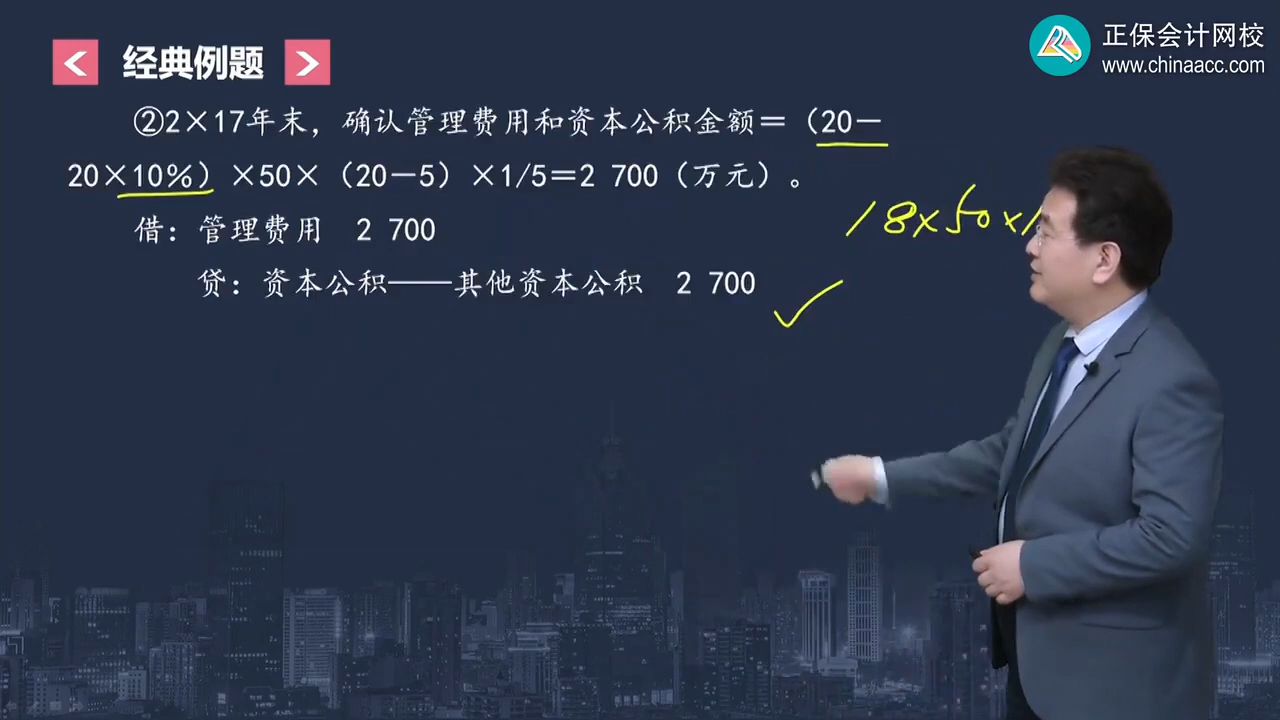 正保会计网校
www.chinaacc.com
经典例题
②2×17年末，确认管理费用和资本公积金额＝（20－
20×10%）×50×（20－5）×1/5＝2 700（万元）。
18×50×1
借：管理费用 2 700
贷：资本公积——其他资本公积 2 700